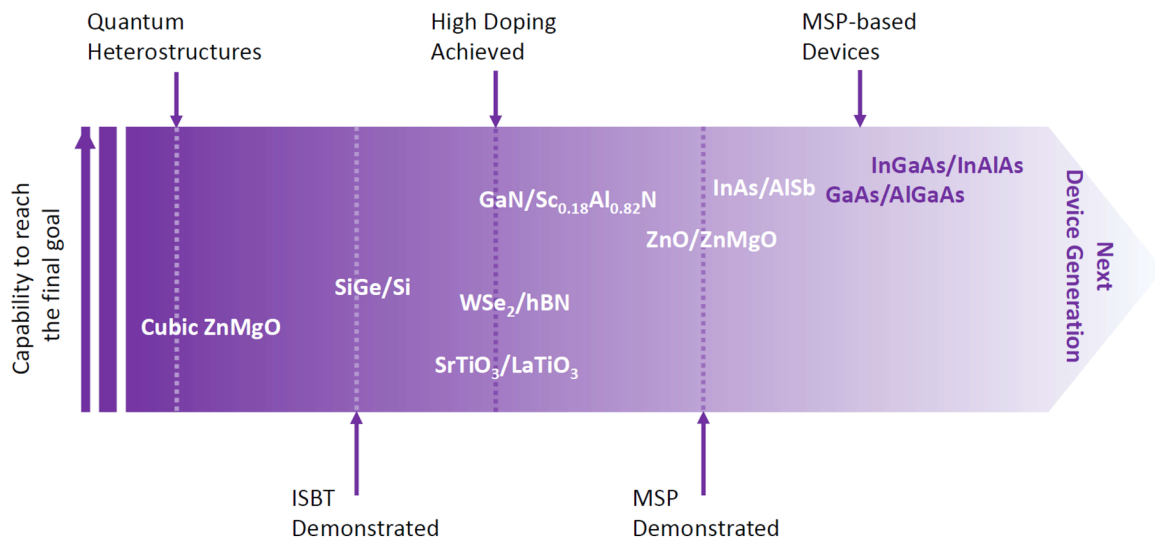 Quantum
Heterostructures
High Doping
Achieved
MSP-based
Devices
Capability to reach
the final goal
InGaAs/InAlAs
InAs/AlSb
GaAs/AlGaAs
GaN/Sc₀.₁₈Al₀.₈₂N
ZnO/ZnMgO
SiGe/Si
WSe₂/hBN
Cubic ZnMgO
SrTiO₃/LaTiO₃
Next
Device Generation
ISBT
Demonstrated
MSP
Demonstrated